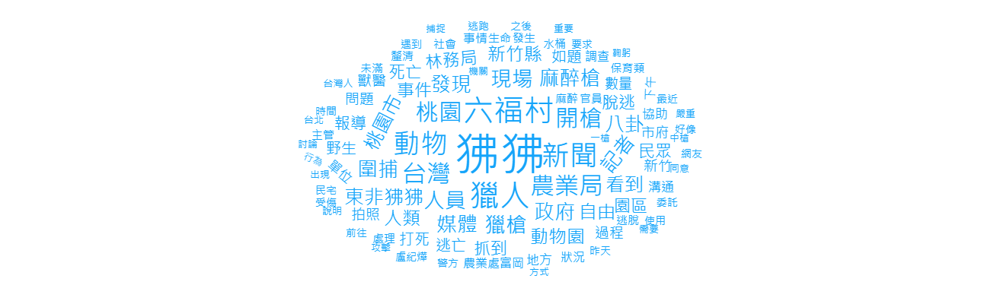 捕捉 逃跑 之後 重要
遇到 社會 事情 生命 發生 水桶 要求
釐清 林務局 新竹縣 如題 調查 鞠躬
未滿 死亡 機關 保育類
台灣人 獸醫 發現 現場 麻醉槍 數量
問題 事件 麻醉 官員 脫逃 下午 最近
時間 桃園市 桃園 六福村 開槍 八卦 協助 嚴重
台北 報導 市府 好像
主管 一槍 中槍
討論 野生 動物 狒狒 新聞 記者 民眾 網友
行為 單位 圍捕 台灣 新竹 同意
出現
民宅 東非狒狒 人員 獵人 農業局 看到 溝通
受傷 委託
說明 拍照 人類 政府 自由 園區
媒體 獵槍 逃脫 使用
前往 處理 打死 動物園 過程 需要
攻擊 逃亡 抓到 昨天
盧紀燁 警方 農業處 富岡 地方 狀況
方式